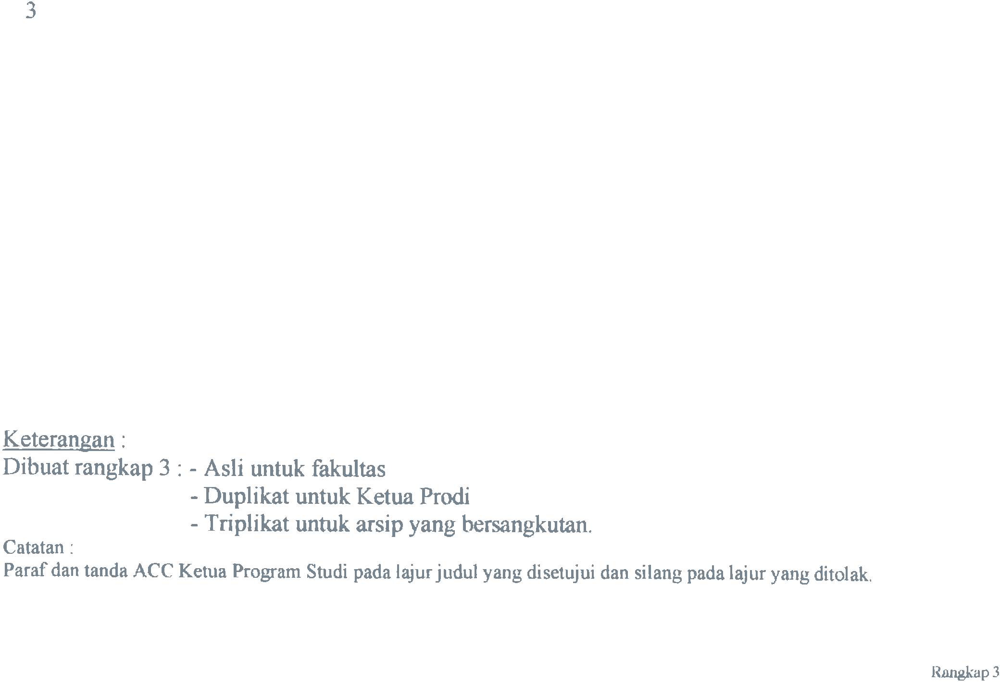 3
Keterangan :
Dibuat rangkap 3 : - Asli untuk fakultas
- Duplikat untuk Ketua Prodi
- Triplikat untuk arsip yang bersangkutan.
Catatan :
Paraf dan tanda ACC Ketua Program Studi pada lajur judul yang disetujui dan silang pada lajur yang ditolak.
Rangkap 3